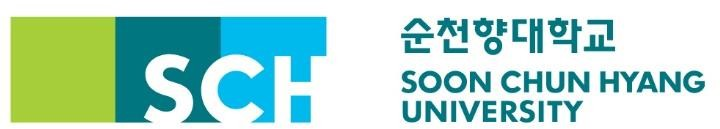 SCH
순천향대학교
SOON CHUN HYANG
UNIVERSITY